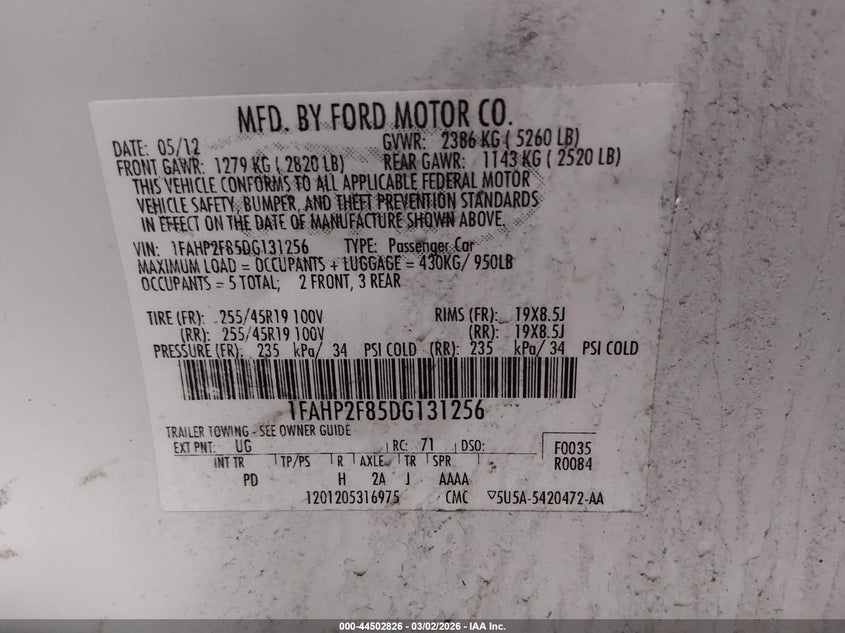 MFD. BY FORD MOTOR CO.
DATE: 05/12 GVWR: 2386 KG ( 5260 LB)
FRONT GAWR: 1279 KG ( 2820 LB) REAR GAWR: 1143 KG ( 2520 LB)
THIS VEHICLE CONFORMS TO ALL APPLICABLE FEDERAL MOTOR
VEHICLE SAFETY, BUMPER, AND THEFT PREVENTION STANDARDS
IN EFFECT ON THE DATE OF MANUFACTURE SHOWN ABOVE.
VIN: 1FAHP2F85DG131256 TYPE: Passenger Car
MAXIMUM LOAD = OCCUPANTS + LUGGAGE = 430KG/ 950LB
OCCUPANTS = 5 TOTAL; 2 FRONT, 3 REAR
TIRE (FR): 255/45R19 100V RIMS (FR): 19X8.5J
(RR): 255/45R19 100V (RR): 19X8.5J
PRESSURE (FR): 235 kPa/ 34 PSI COLD (RR): 235 kPa/ 34 PSI COLD
1FAHP2F85DG131256
TRAILER TOWING - SEE OWNER GUIDE
EXT PNT: UG RC: 71 DSO: F0035
INT TR TP/PS R AXLE TR SPR R0084
PD H 2A J AAAA
1201205316975 CMC ▽5U5A-5420472-AA
000-44502826 - 03/02/2026 - IAA Inc.